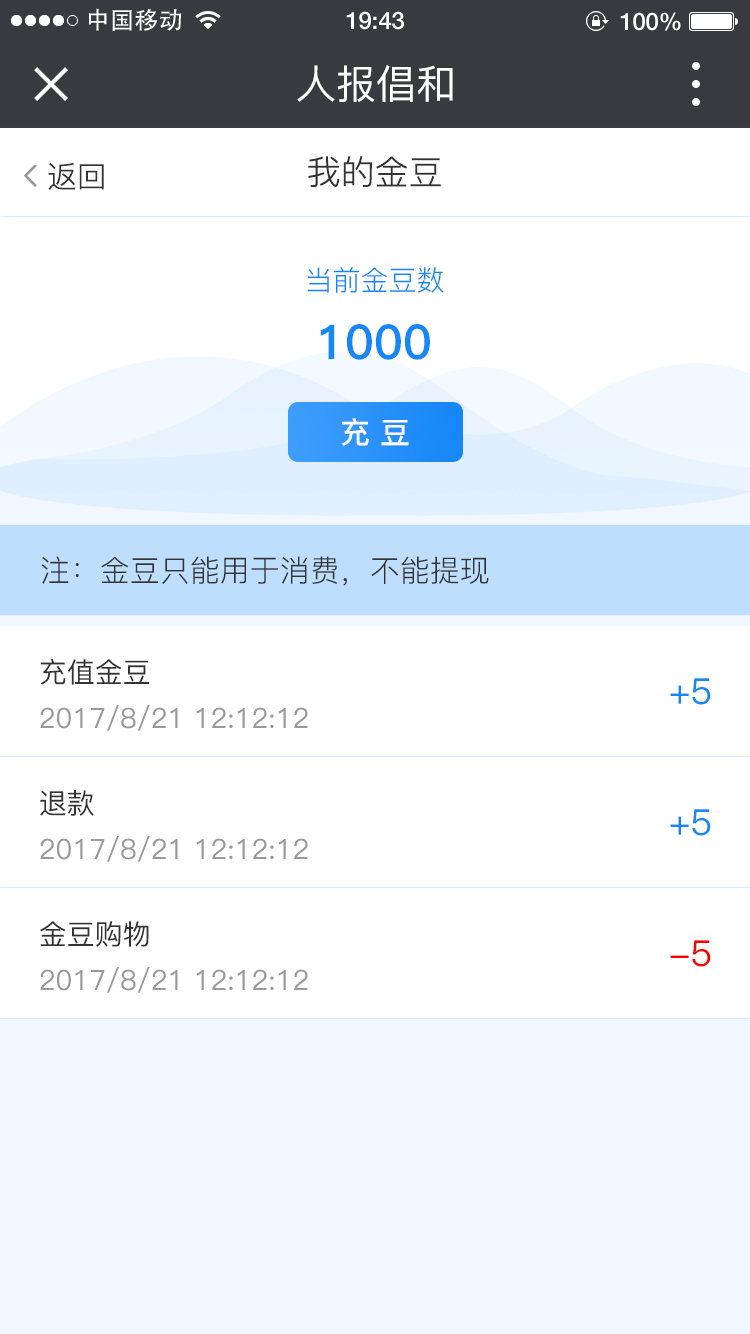 中国移动 19:43 100%
人报倡和
返回 我的金豆
当前金豆数
1000
充豆
注：金豆只能用于消费，不能提现
充值金豆
+5
2017/8/21 12:12:12
退款
+5
2017/8/21 12:12:12
金豆购物
-5
2017/8/21 12:12:12